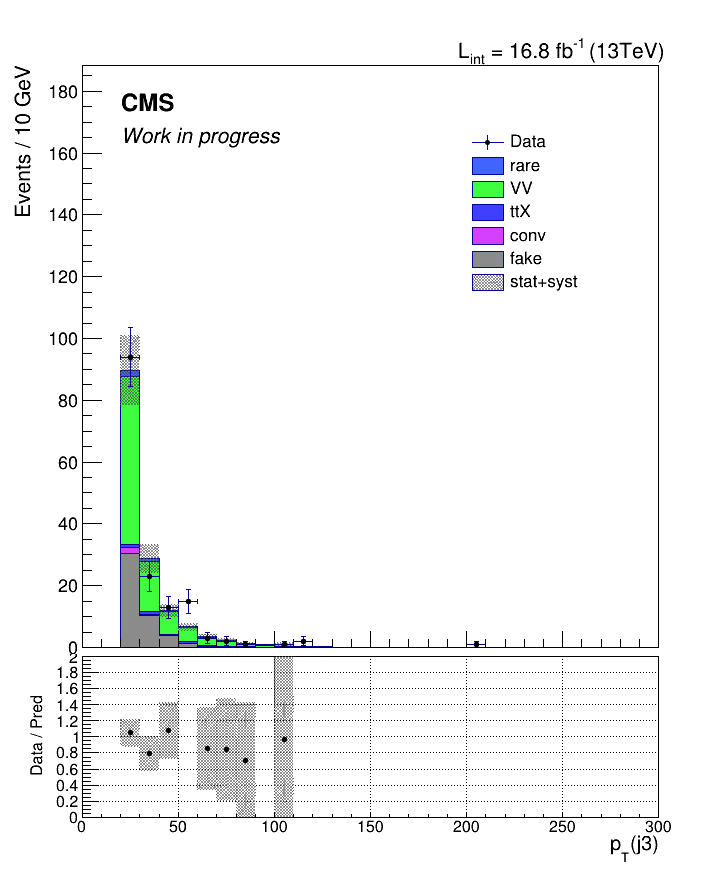 L_int = 16.8 fb^-1 (13TeV)
Events / 10 GeV
180
160
140
120
100
80
60
40
20
0
CMS
Work in progress
Data
rare
VV
ttX
conv
fake
stat+syst
Data / Pred
2
1.8
1.6
1.4
1.2
1
0.8
0.6
0.4
0.2
0
0 50 100 150 200 250 300
p_T(j3)